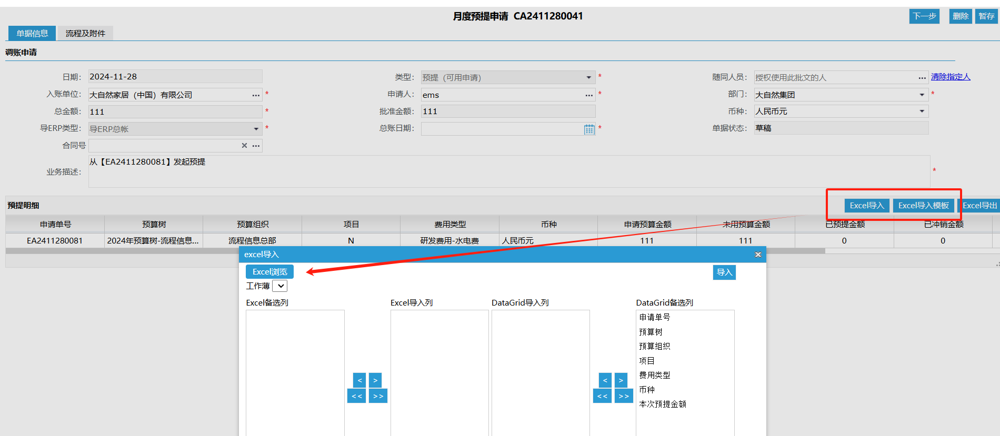 月度预提申请 CA2411280041
下一步 删除 暂存
单据信息 流程及附件
调账申请
日期: 2024-11-28 类型: 预提（可用申请） * 随同人员: 授权使用此批文的人 ... 清除指定人
入账单位: 大自然家居（中国）有限公司 ... * 申请人: ems ... * 部门: 大自然集团 *
总金额: 111 * 批准金额: 111 币种: 人民币元
导ERP类型: 导ERP总帐 * 总账日期: * 单据状态: 草稿
合同号 × ...
业务描述: 从【EA2411280081】发起预提 *
预提明细 Excel导入 Excel导入模板 Excel导出
申请单号 预算树 预算组织 项目 费用类型 币种 申请预算金额 未用预算金额 已预提金额 已冲销金额
EA2411280081 2024年预算树-流程信息... 流程信息总部 N 研发费用-水电费 人民币元 111 111 0 0
excel导入
Excel浏览 导入
工作薄
Excel备选列 Excel导入列 DataGrid导入列 DataGrid备选列
申请单号
预算树
预算组织
项目
费用类型
币种
本次预提金额
< > < >
<< >> << >>